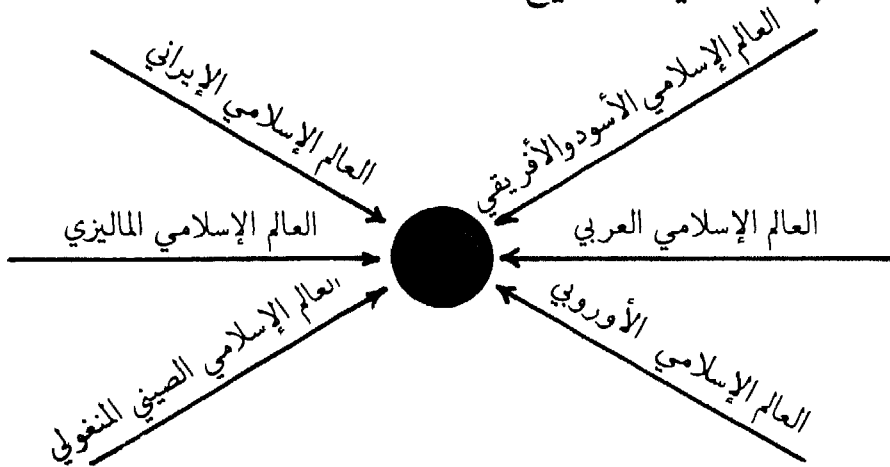 العالم الإسلامي الأسود والأفريقي
العالم الإسلامي الإيراني
العالم الإسلامي العربي
العالم الإسلامي الماليزي
العالم الإسلامي الأوروبي
العالم الإسلامي الصيني المنغولي